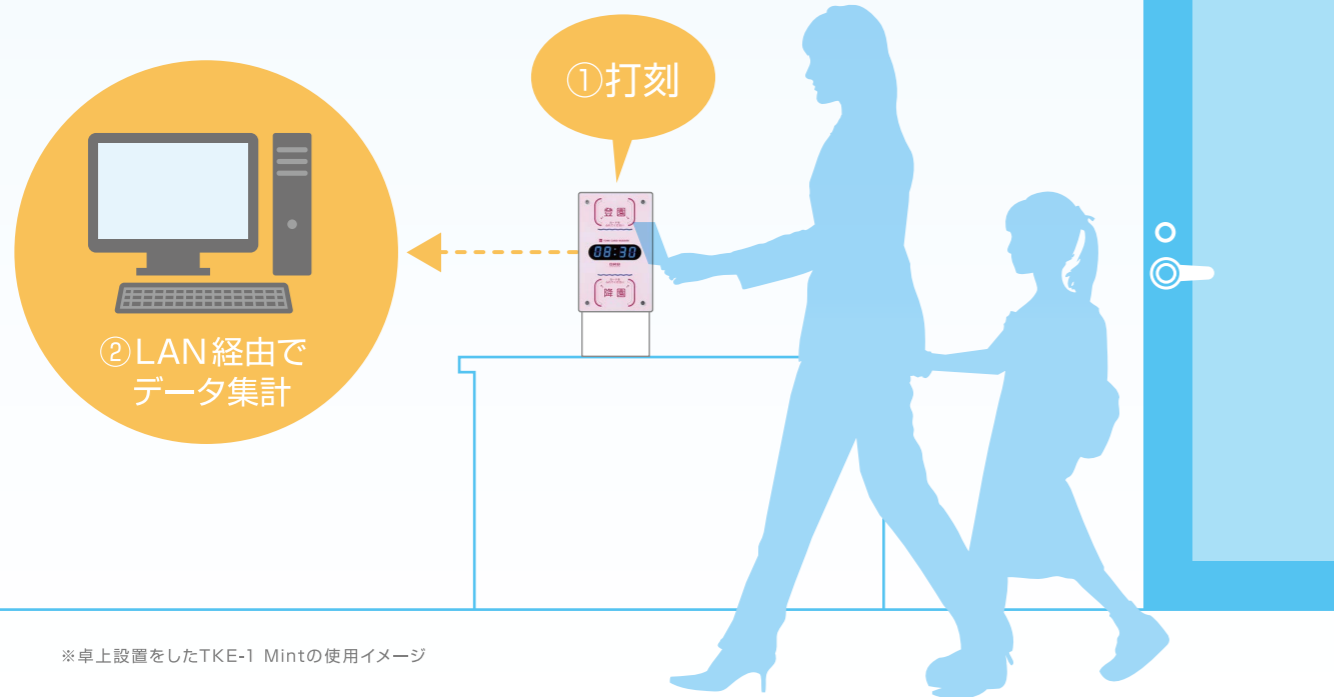 ①打刻
登園
08:30
降園
②LAN経由で
データ集計
※卓上設置をしたTKE-1 Mintの使用イメージ